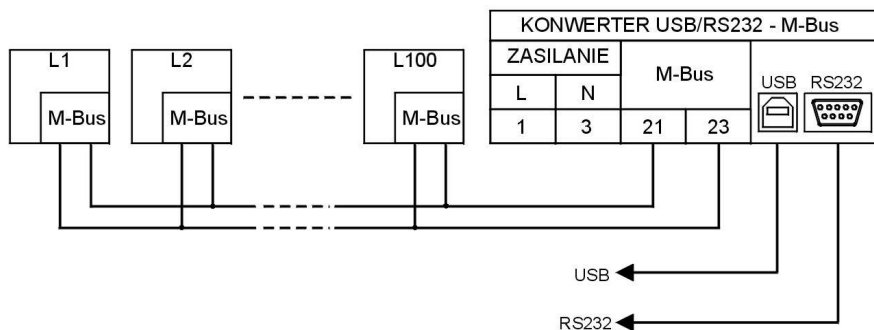 KONWERTER USB/RS232 - M-Bus
ZASILANIE
M-Bus
USB
RS232
L
N
1
3
21
23
L1
L2
L100
M-Bus
M-Bus
M-Bus
USB
RS232